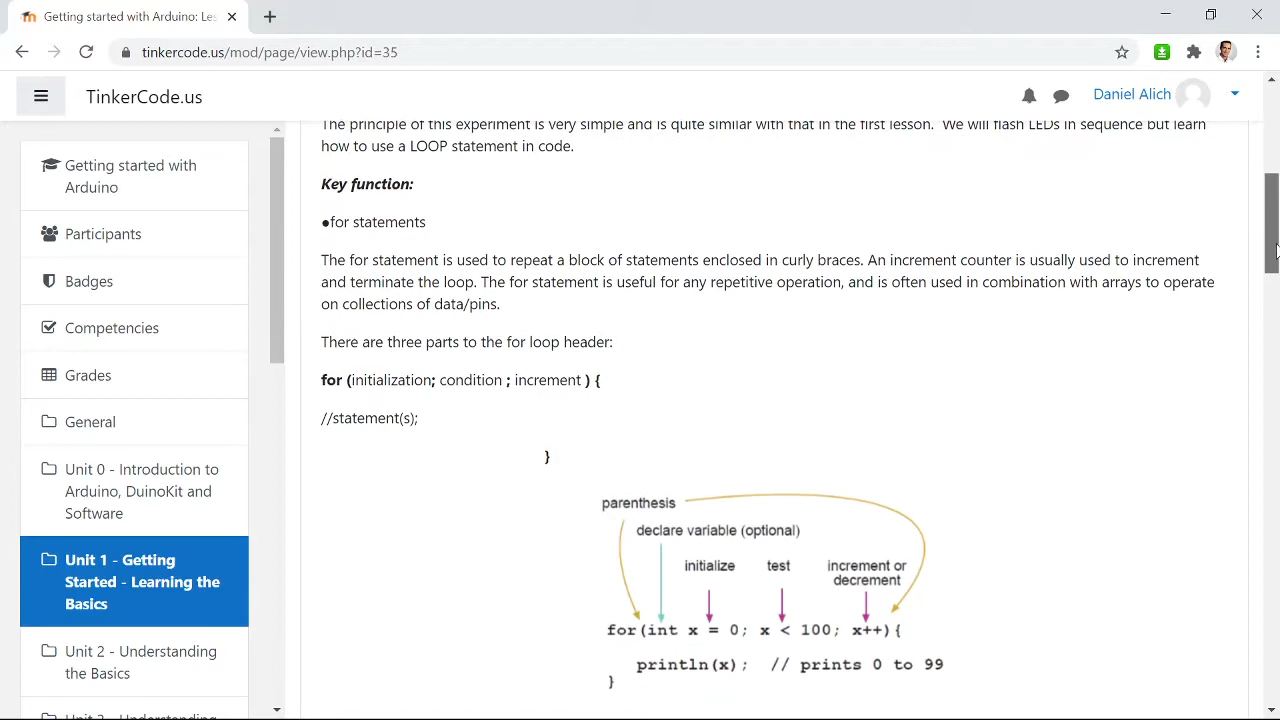 Getting started with Arduino: Les
tinkercode.us/mod/page/view.php?id=35
TinkerCode.us
Daniel Alich
Getting started with
Arduino
Participants
Badges
Competencies
Grades
General
Unit 0 - Introduction to
Arduino, DuinoKit and
Software
Unit 1 - Getting
Started - Learning the
Basics
Unit 2 - Understanding
the Basics
Unit 3 - Understanding
The principle of this experiment is very simple and is quite similar with that in the first lesson. We will flash LEDs in sequence but learn
how to use a LOOP statement in code.
Key function:
●for statements
The for statement is used to repeat a block of statements enclosed in curly braces. An increment counter is usually used to increment
and terminate the loop. The for statement is useful for any repetitive operation, and is often used in combination with arrays to operate
on collections of data/pins.
There are three parts to the for loop header:
for (initialization; condition ; increment ) {
//statement(s);
}
parenthesis
declare variable (optional)
initialize test increment or
decrement
for(int x = 0; x < 100; x++){
println(x); // prints 0 to 99
}